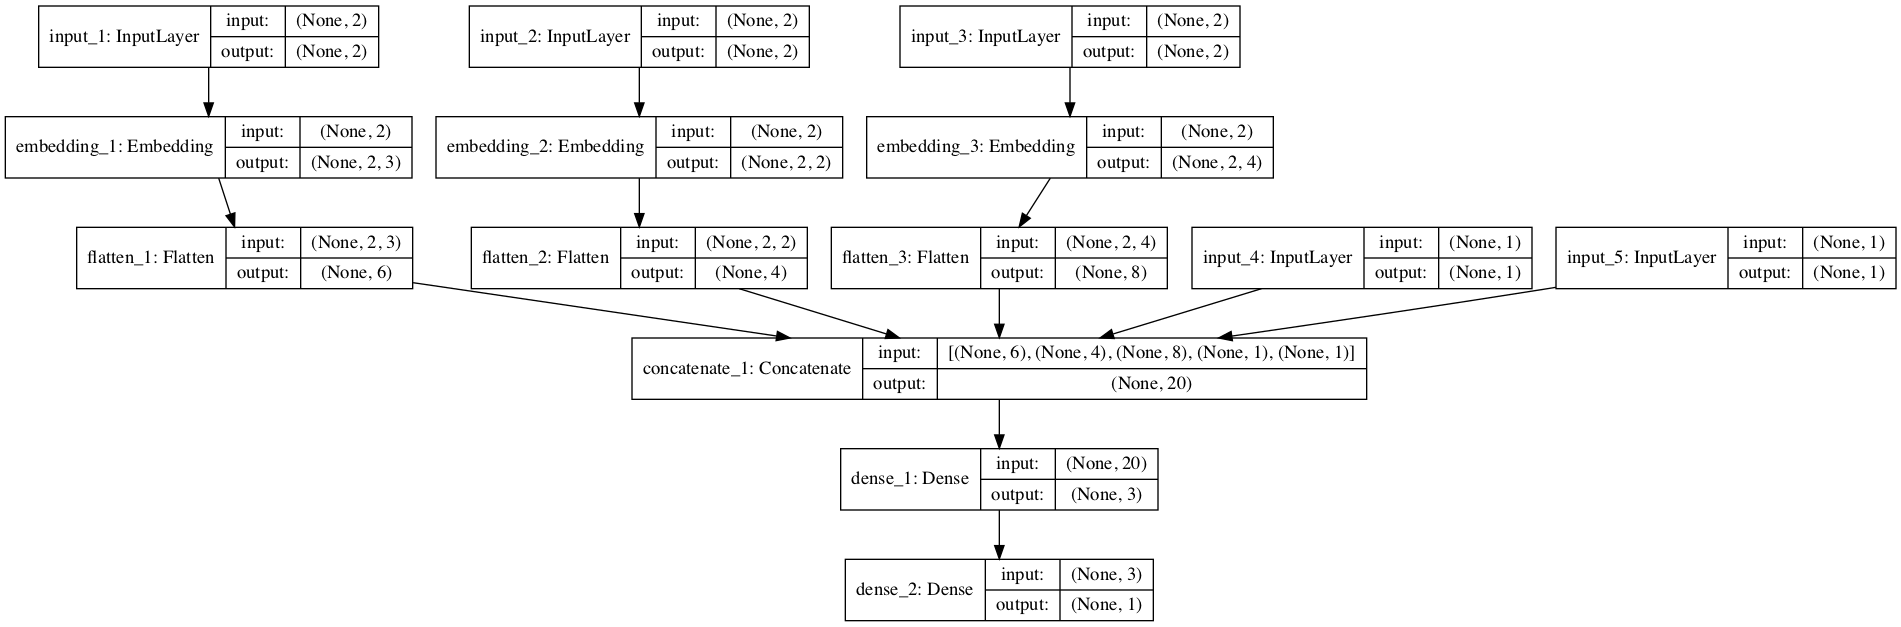 input_1: InputLayer
input: (None, 2)
output: (None, 2)
input_2: InputLayer
input: (None, 2)
output: (None, 2)
input_3: InputLayer
input: (None, 2)
output: (None, 2)
embedding_1: Embedding
input: (None, 2)
output: (None, 2, 3)
embedding_2: Embedding
input: (None, 2)
output: (None, 2, 2)
embedding_3: Embedding
input: (None, 2)
output: (None, 2, 4)
flatten_1: Flatten
input: (None, 2, 3)
output: (None, 6)
flatten_2: Flatten
input: (None, 2, 2)
output: (None, 4)
flatten_3: Flatten
input: (None, 2, 4)
output: (None, 8)
input_4: InputLayer
input: (None, 1)
output: (None, 1)
input_5: InputLayer
input: (None, 1)
output: (None, 1)
concatenate_1: Concatenate
input: [(None, 6), (None, 4), (None, 8), (None, 1), (None, 1)]
output: (None, 20)
dense_1: Dense
input: (None, 20)
output: (None, 3)
dense_2: Dense
input: (None, 3)
output: (None, 1)